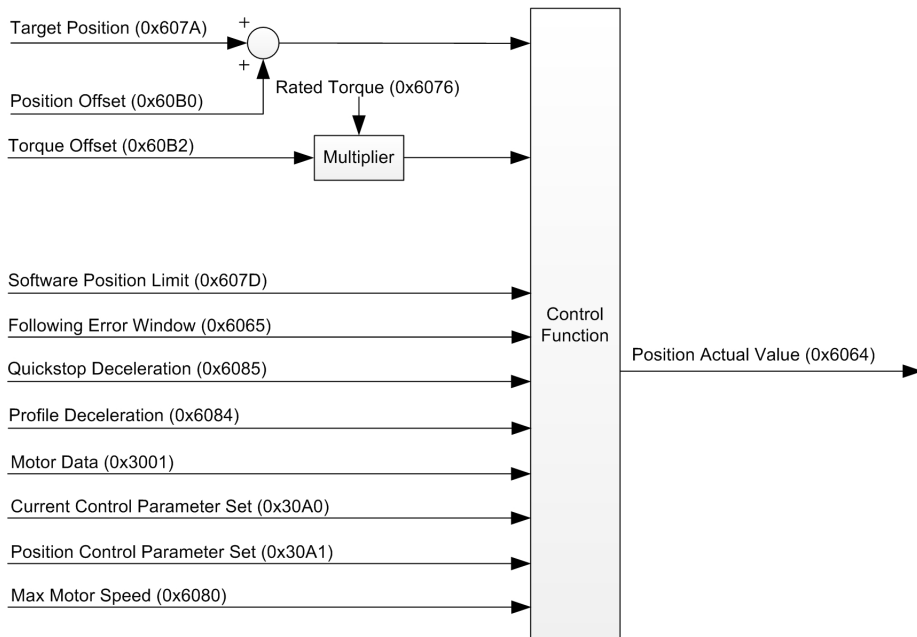 Target Position (0x607A)
+
+
Position Offset (0x60B0)
Rated Torque (0x6076)
Torque Offset (0x60B2)
Multiplier
Software Position Limit (0x607D)
Following Error Window (0x6065)
Quickstop Deceleration (0x6085)
Profile Deceleration (0x6084)
Motor Data (0x3001)
Current Control Parameter Set (0x30A0)
Position Control Parameter Set (0x30A1)
Max Motor Speed (0x6080)
Control
Function
Position Actual Value (0x6064)